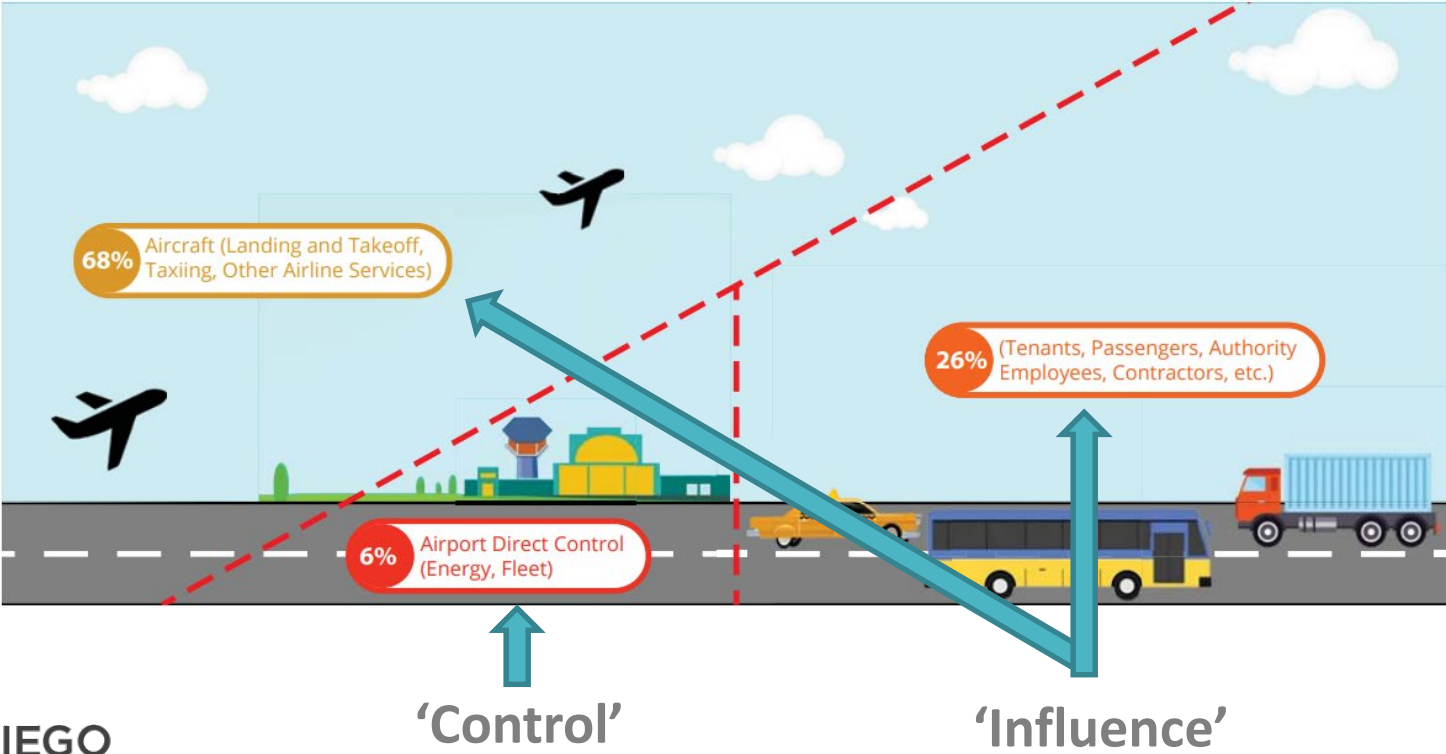 68%
Aircraft (Landing and Takeoff,
Taxiing, Other Airline Services)
26%
(Tenants, Passengers, Authority
Employees, Contractors, etc.)
6%
Airport Direct Control
(Energy, Fleet)
‘Control’
‘Influence’
IEGO